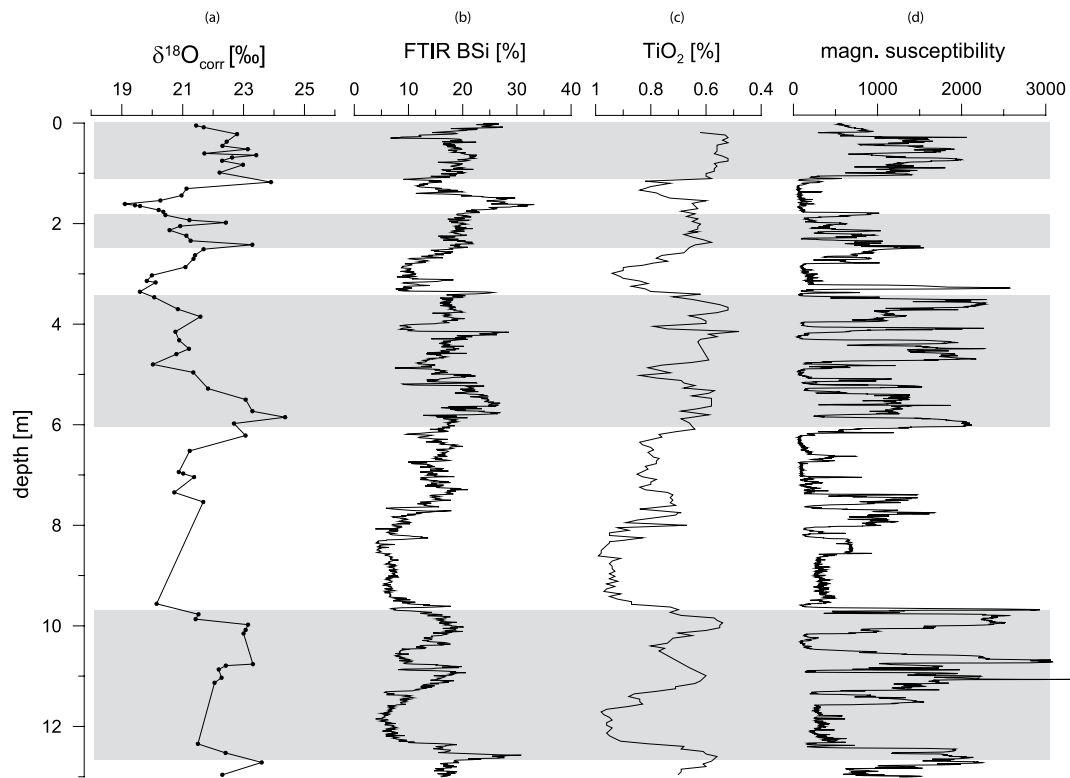 (a) (b) (c) (d)
δ¹⁸Ocorr [‰] FTIR BSi [%] TiO₂ [%] magn. susceptibility
19 21 23 25 0 10 20 30 40 1 0.8 0.6 0.4 0 1000 2000 3000
0
2
4
6
8
10
12
depth [m]